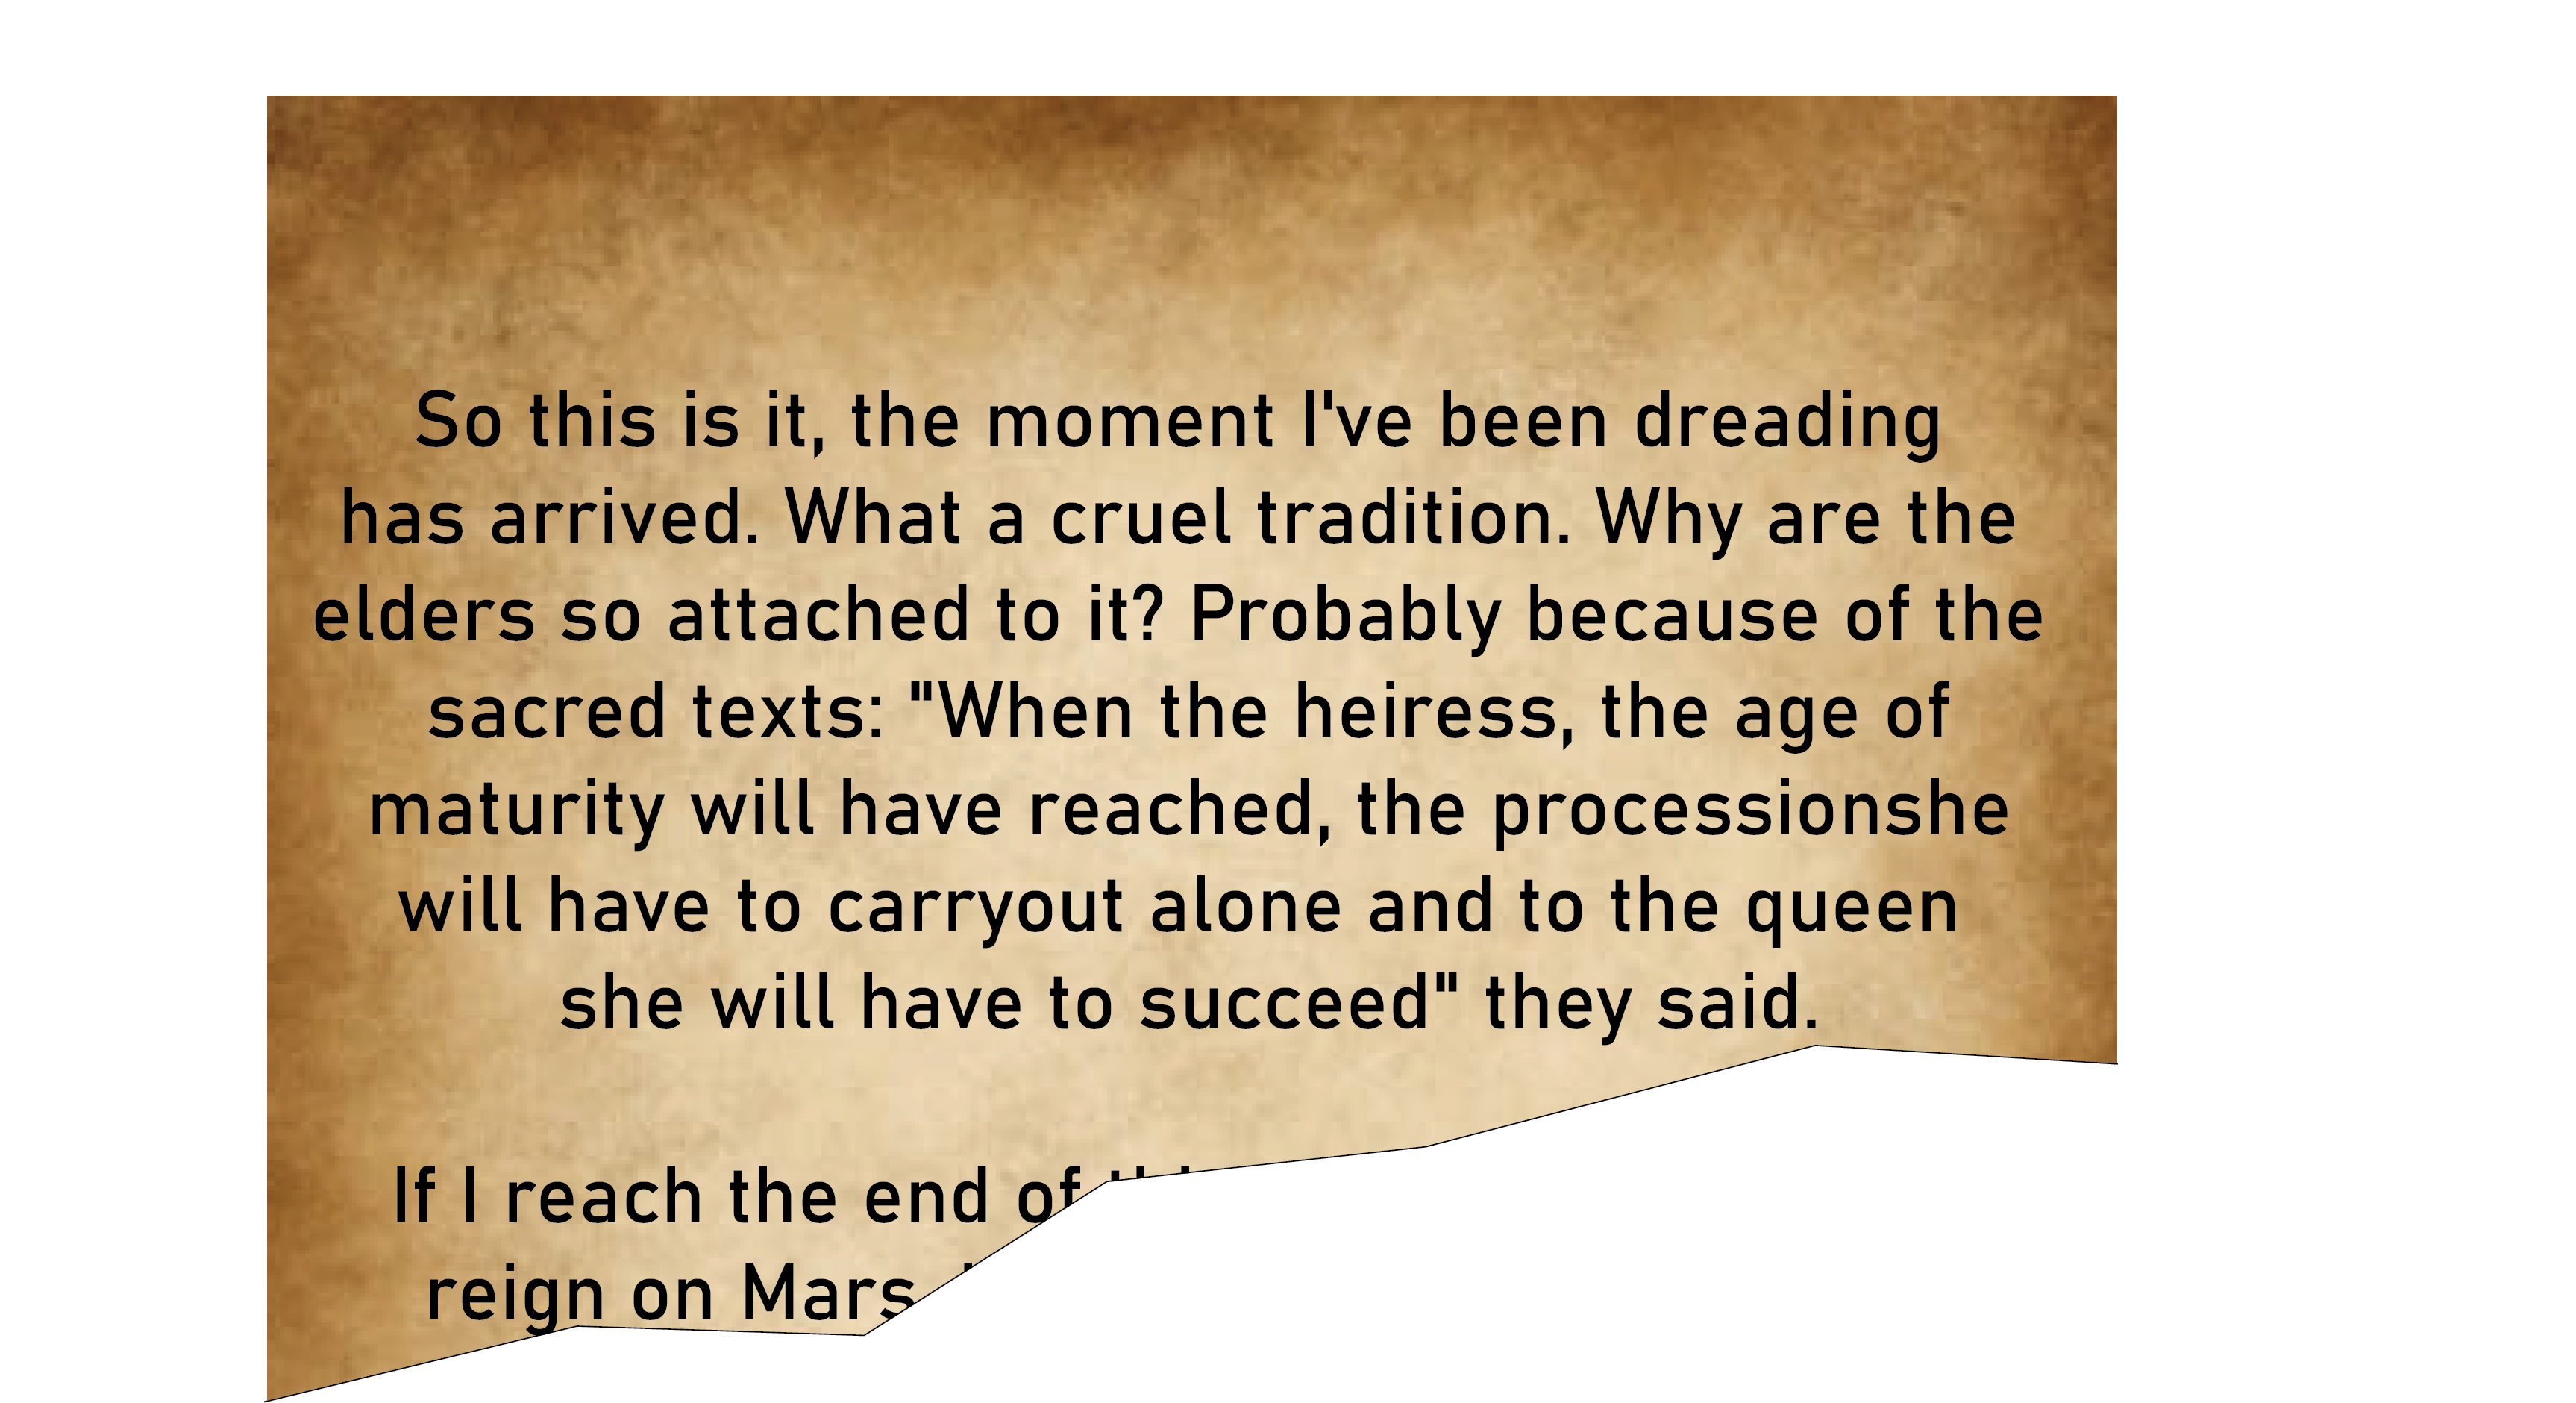 So this is it, the moment I've been dreading
has arrived. What a cruel tradition. Why are the
elders so attached to it? Probably because of the
sacred texts: "When the heiress, the age of
maturity will have reached, the processionshe
will have to carryout alone and to the queen
she will have to succeed" they said.
If I reach the end of
reign on Mars